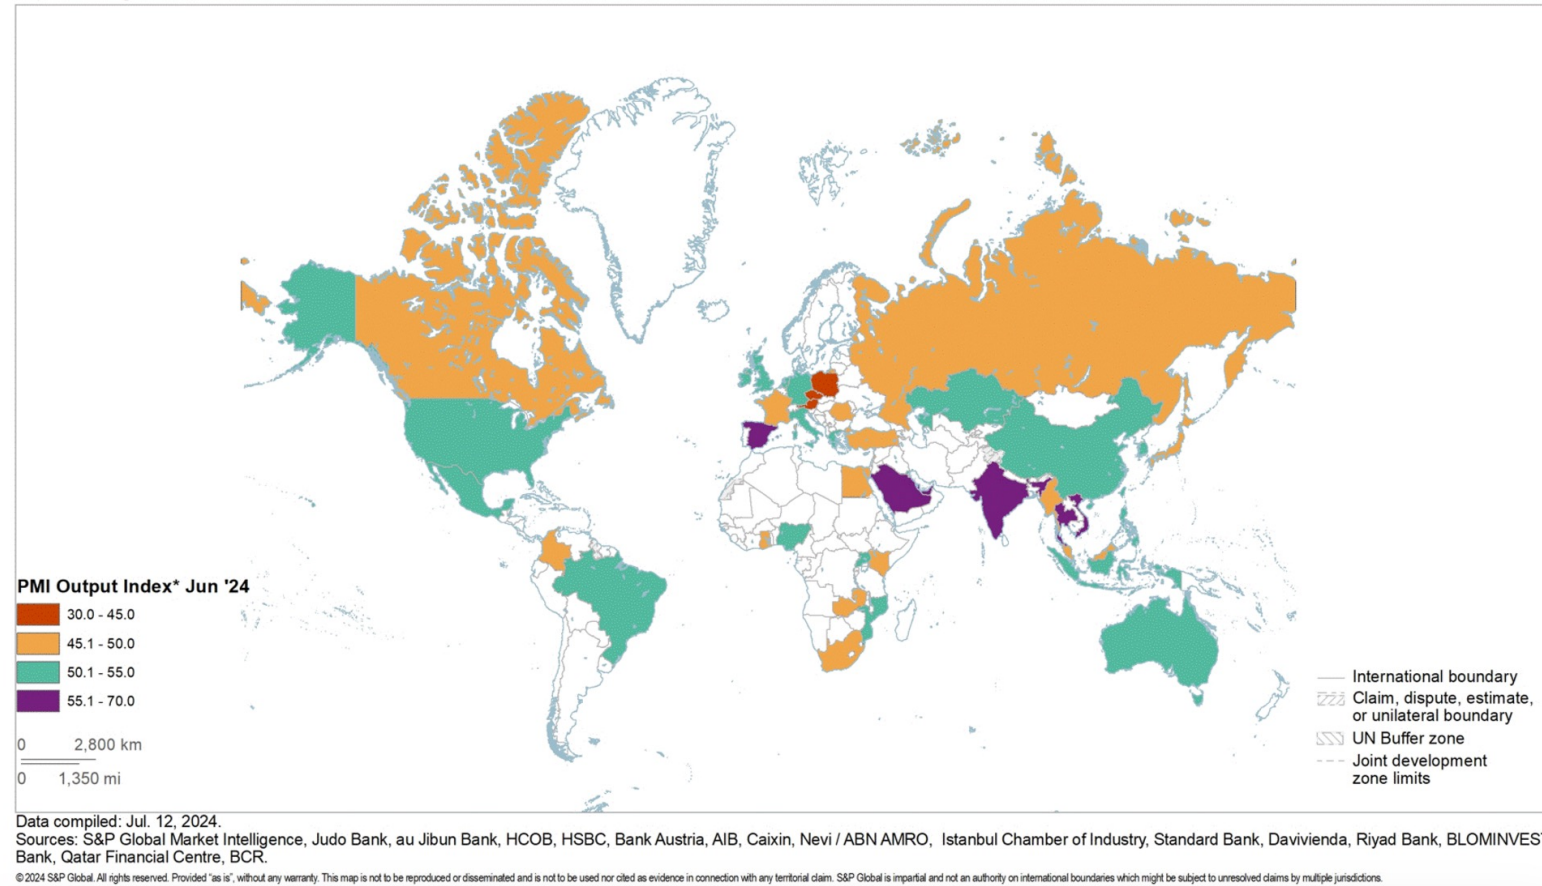 PMI Output Index* Jun '24
30.0 - 45.0
45.1 - 50.0
50.1 - 55.0
55.1 - 70.0
0 2,800 km
0 1,350 mi
International boundary
Claim, dispute, estimate,
or unilateral boundary
UN Buffer zone
Joint development
zone limits
Data compiled: Jul. 12, 2024.
Sources: S&P Global Market Intelligence, Judo Bank, au Jibun Bank, HCOB, HSBC, Bank Austria, AIB, Caixin, Nevi / ABN AMRO, Istanbul Chamber of Industry, Standard Bank, Davivienda, Riyad Bank, BLOMINVEST
Bank, Qatar Financial Centre, BCR.
© 2024 S&P Global. All rights reserved. Provided "as is", without any warranty. This map is not to be reproduced or disseminated and is not to be used nor cited as evidence in connection with any territorial claim. S&P Global is impartial and not an authority on international boundaries which might be subject to unresolved claims by multiple jurisdictions.